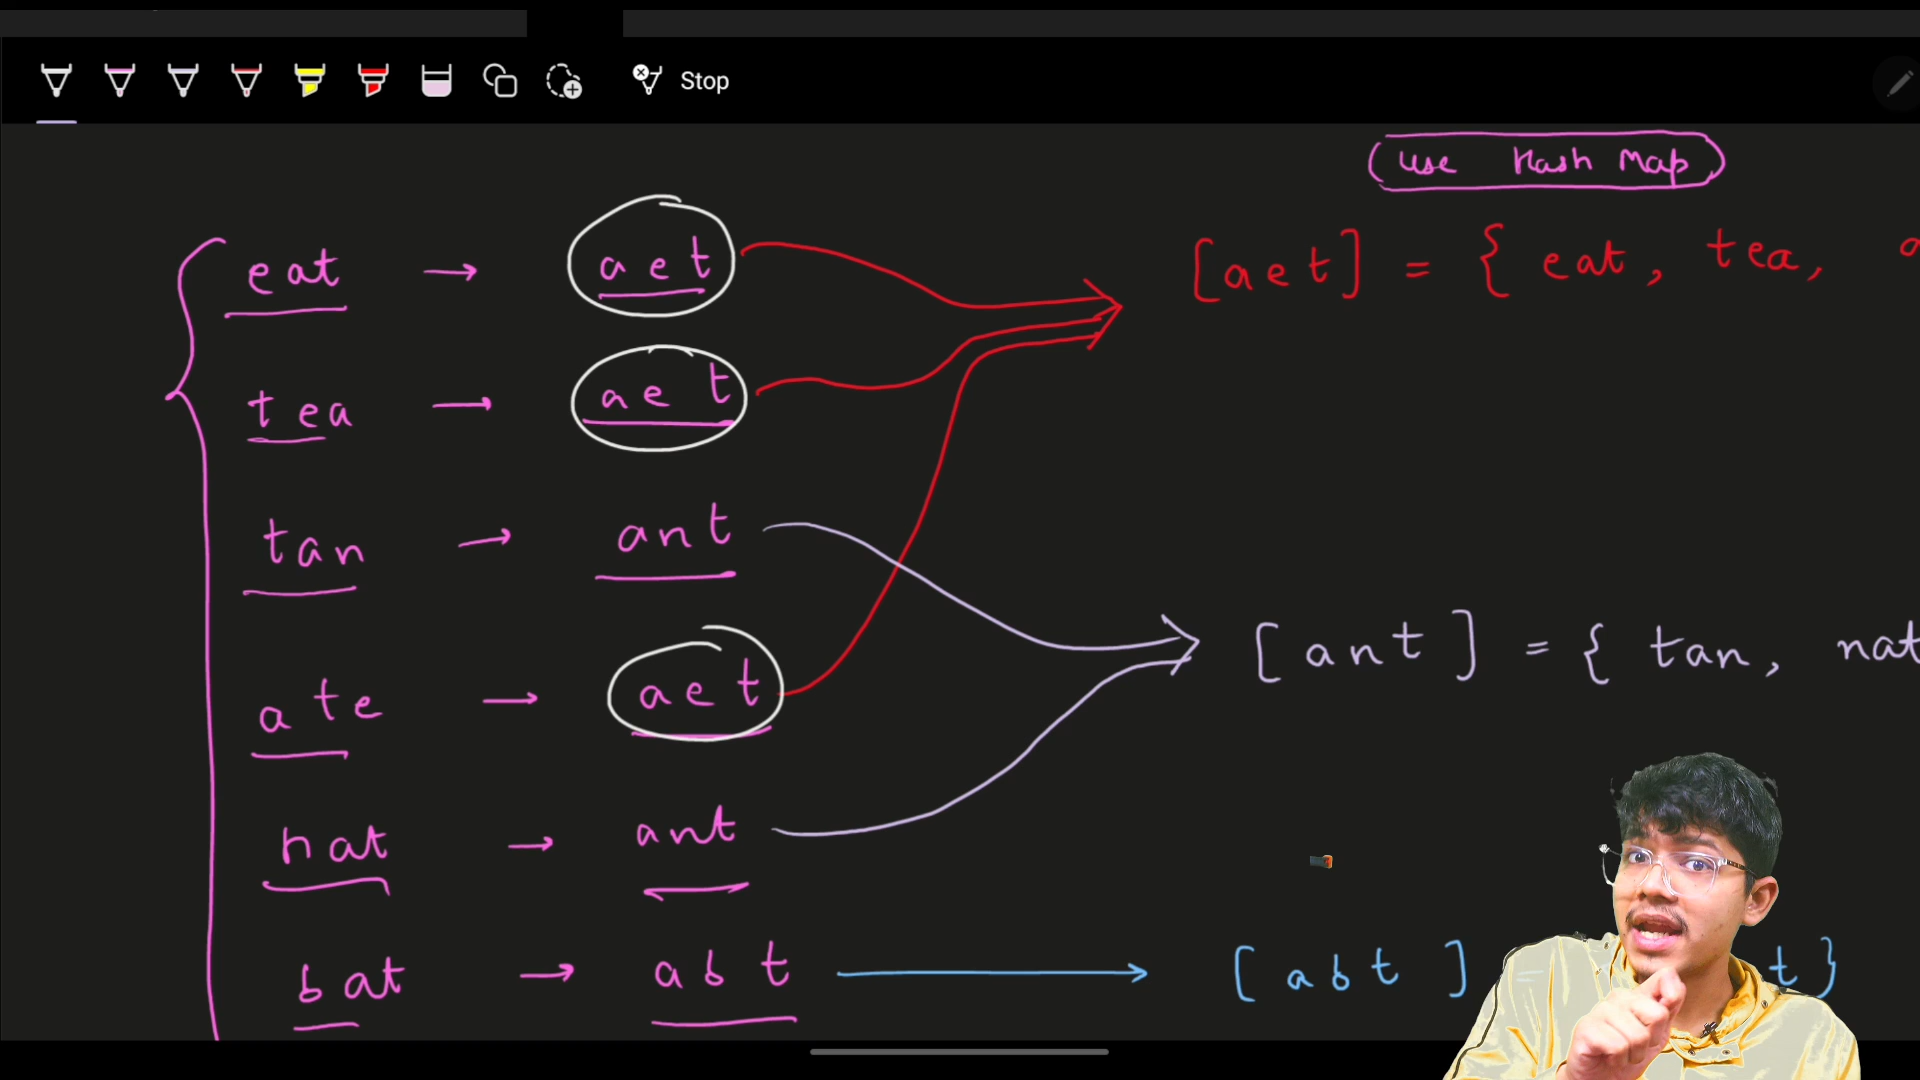 Stop
(use Hash Map)
eat → aet [aet] = { eat, tea, a
tea → aet
tan → ant
[ant] = { tan, nat
ate → aet
nat → ant
bat → abt → [abt] = t}